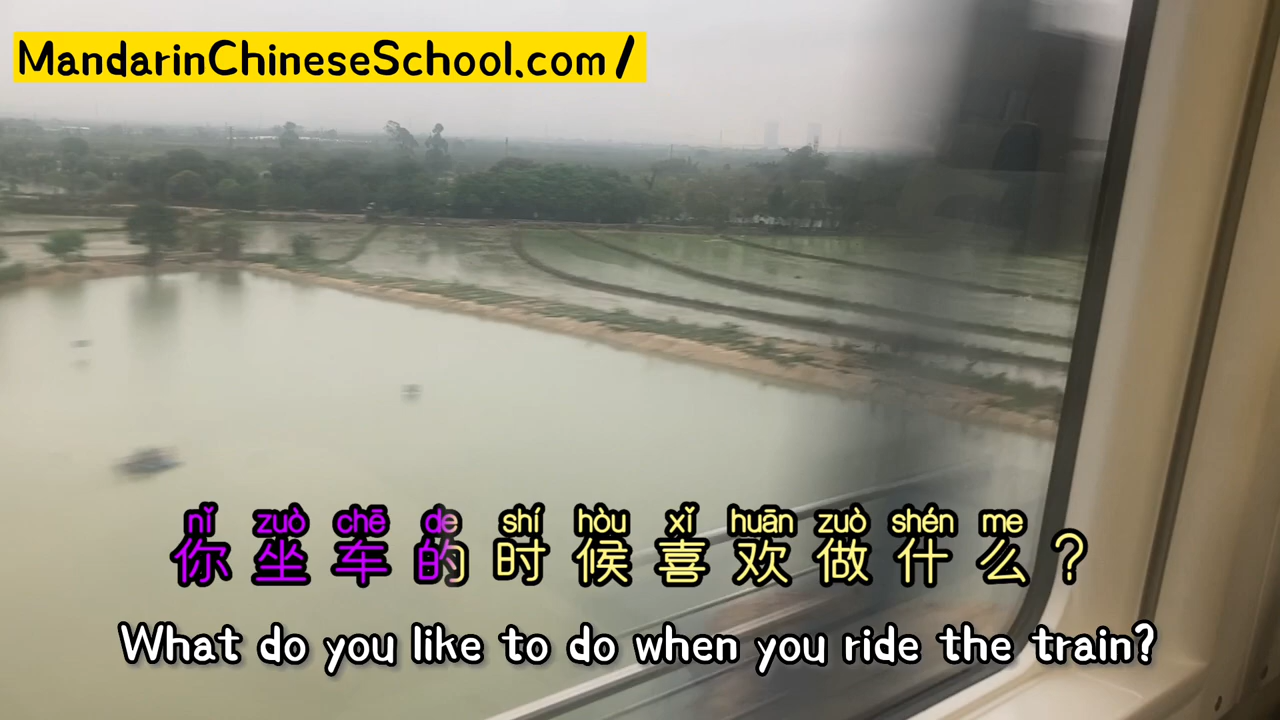 MandarinChineseSchool.com/
nǐ zuò chē de shí hòu xǐ huān zuò shén me
你坐车的时候喜欢做什么？
What do you like to do when you ride the train?